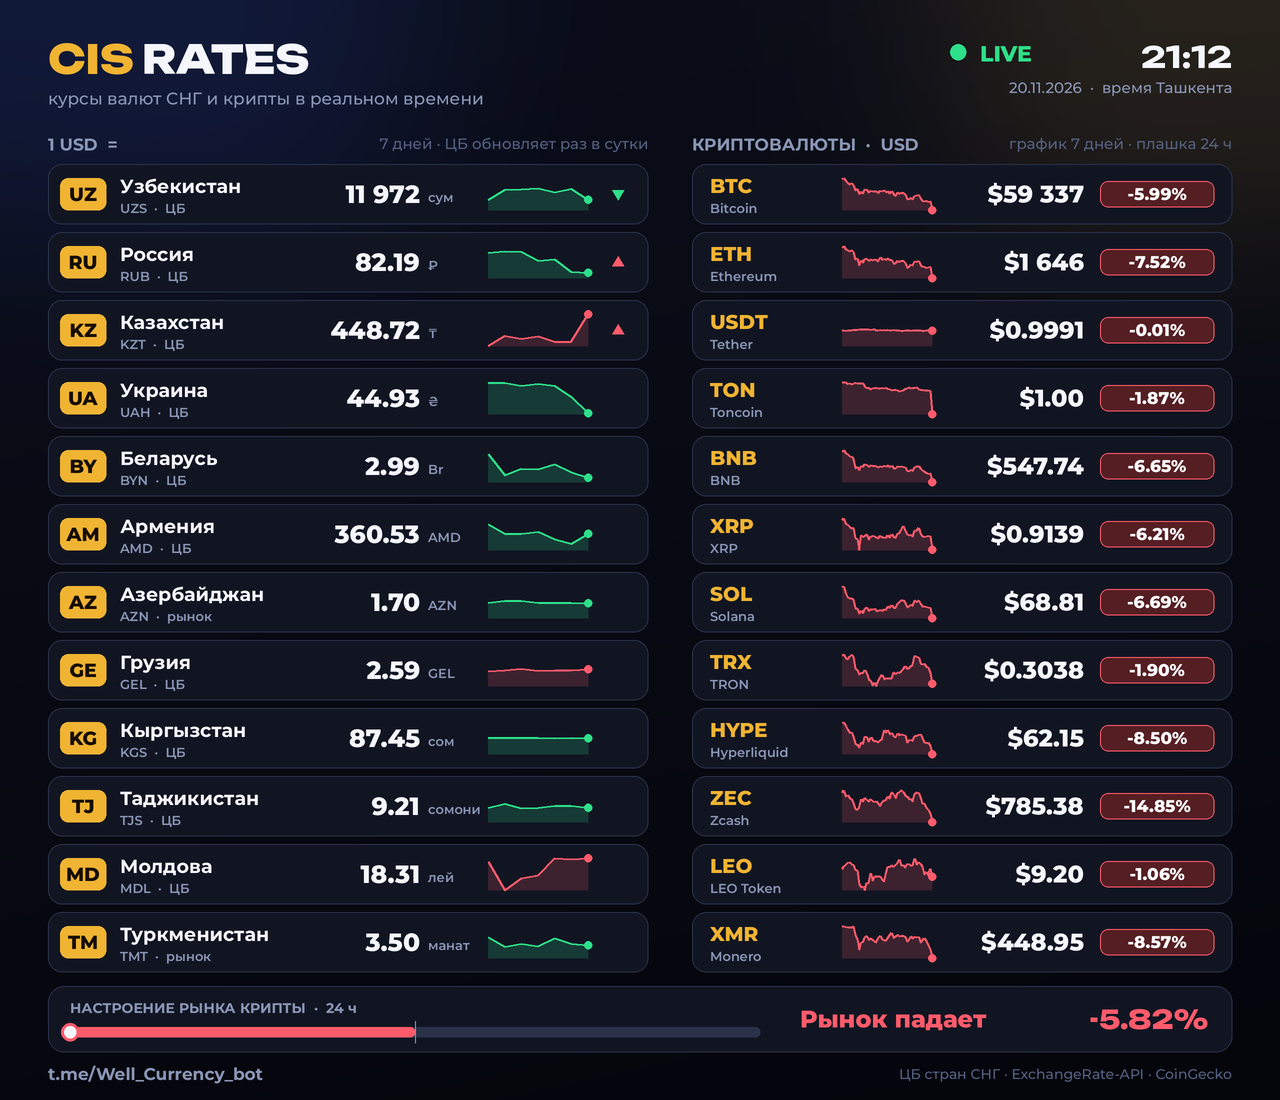 CIS RATES
курсы валют СНГ и крипты в реальном времени
LIVE 21:12
20.11.2026 · время Ташкента
1 USD = 7 дней · ЦБ обновляет раз в сутки
UZ Узбекистан 11 972 сум
UZS · ЦБ
RU Россия 82.19 ₽
RUB · ЦБ
KZ Казахстан 448.72 ₸
KZT · ЦБ
UA Украина 44.93 ₴
UAH · ЦБ
BY Беларусь 2.99 Br
BYN · ЦБ
AM Армения 360.53 AMD
AMD · ЦБ
AZ Азербайджан 1.70 AZN
AZN · рынок
GE Грузия 2.59 GEL
GEL · ЦБ
KG Кыргызстан 87.45 сом
KGS · ЦБ
TJ Таджикистан 9.21 сомони
TJS · ЦБ
MD Молдова 18.31 лей
MDL · ЦБ
TM Туркменистан 3.50 манат
TMT · рынок
КРИПТОВАЛЮТЫ · USD график 7 дней · плашка 24 ч
BTC $59 337 -5.99%
Bitcoin
ETH $1 646 -7.52%
Ethereum
USDT $0.9991 -0.01%
Tether
TON $1.00 -1.87%
Toncoin
BNB $547.74 -6.65%
BNB
XRP $0.9139 -6.21%
XRP
SOL $68.81 -6.69%
Solana
TRX $0.3038 -1.90%
TRON
HYPE $62.15 -8.50%
Hyperliquid
ZEC $785.38 -14.85%
Zcash
LEO $9.20 -1.06%
LEO Token
XMR $448.95 -8.57%
Monero
НАСТРОЕНИЕ РЫНКА КРИПТЫ · 24 ч
Рынок падает -5.82%
t.me/Well_Currency_bot ЦБ стран СНГ · ExchangeRate-API · CoinGecko